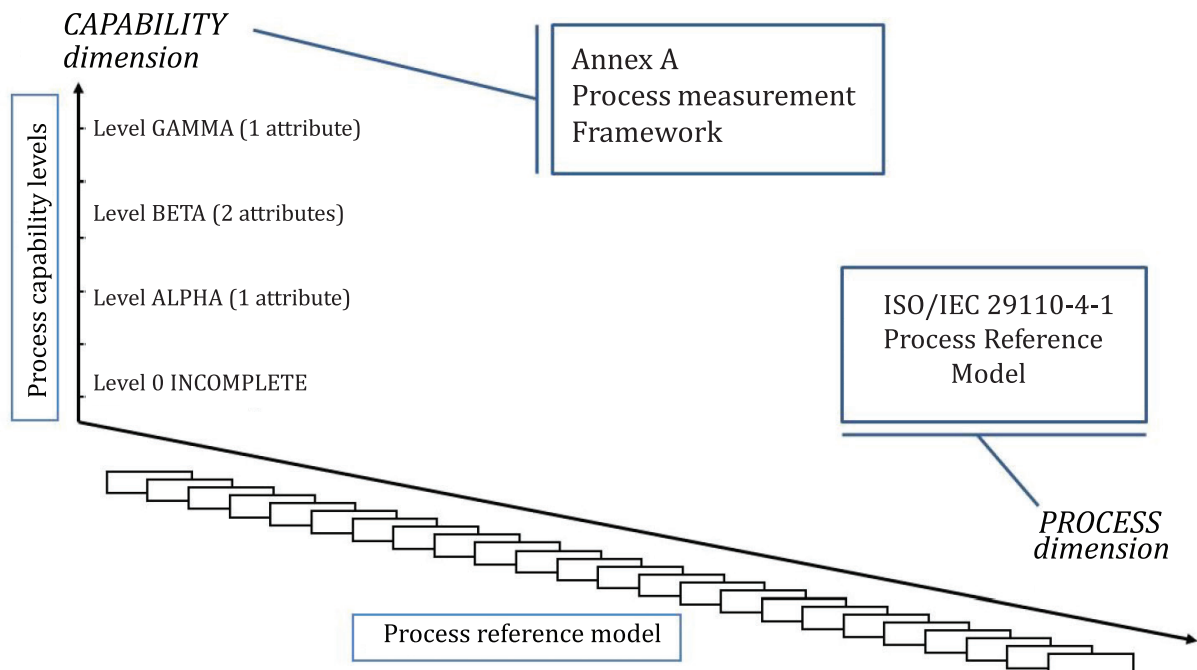 CAPABILITY
dimension
Annex A
Process measurement
Framework
Process capability levels
Level GAMMA (1 attribute)
Level BETA (2 attributes)
Level ALPHA (1 attribute)
Level 0 INCOMPLETE
ISO/IEC 29110-4-1
Process Reference
Model
PROCESS
dimension
Process reference model